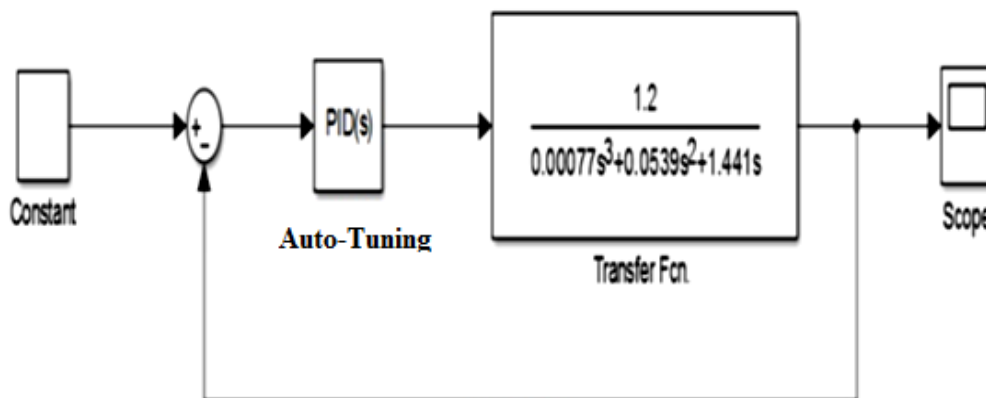 +
-
PID(s)
1.2
0.00077s³+0.0539s²+1.441s
Constant
Auto-Tuning
Transfer Fcn
Scope